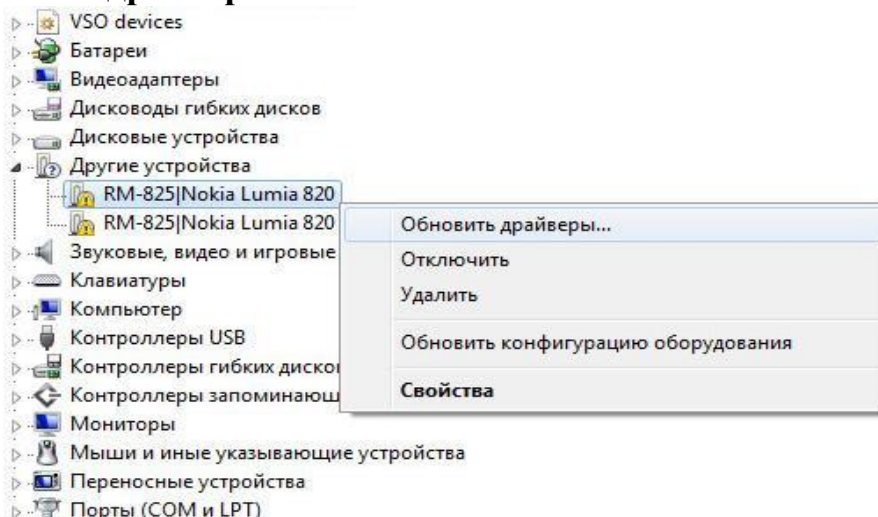 VSO devices
Батареи
Видеоадаптеры
Дисководы гибких дисков
Дисковые устройства
Другие устройства
RM-825|Nokia Lumia 820
RM-825|Nokia Lumia 820
Обновить драйверы...
Звуковые, видео и игровые
Отключить
Клавиатуры
Удалить
Компьютер
Контроллеры USB
Обновить конфигурацию оборудования
Контроллеры гибких диско
Контроллеры запоминающ
Свойства
Мониторы
Мыши и иные указывающие устройства
Переносные устройства
Порты (COM и LPT)